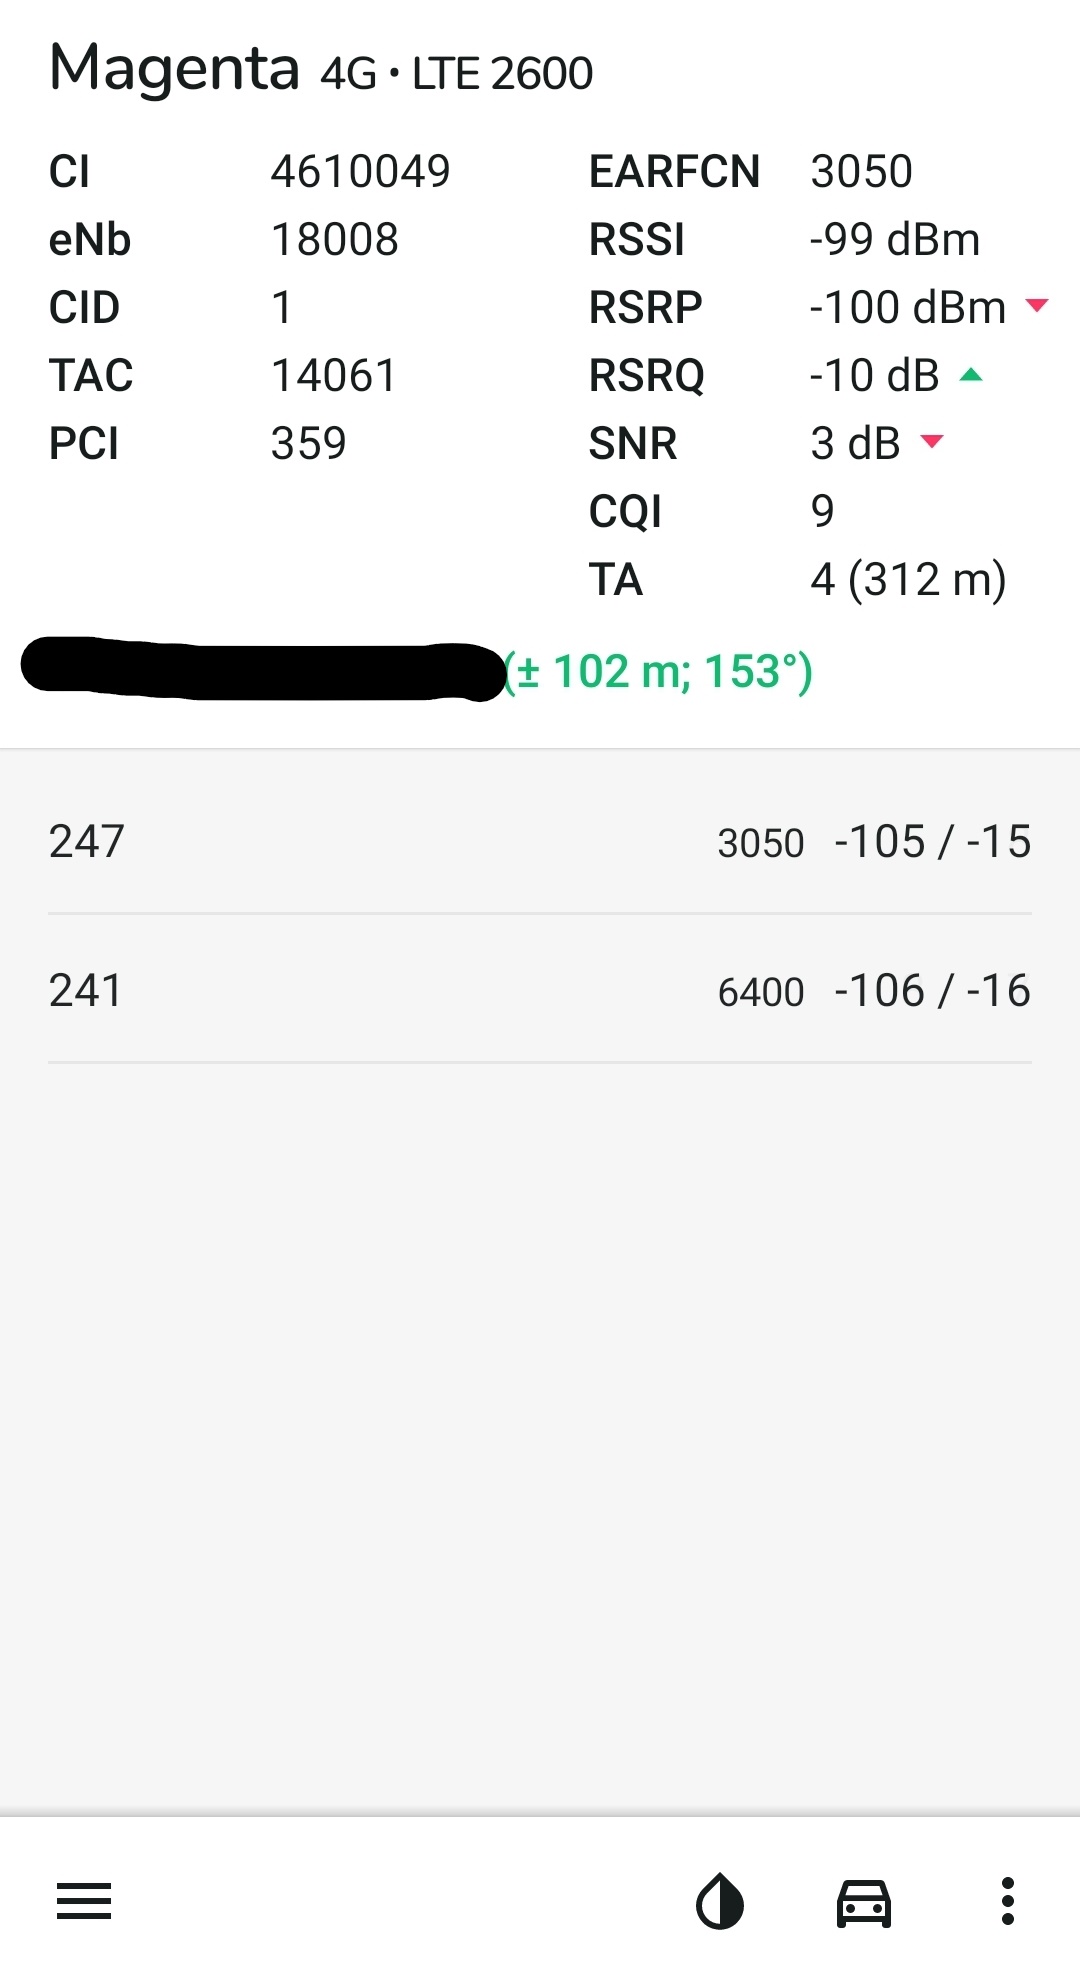 Magenta 4G • LTE 2600
CI 4610049 EARFCN 3050
eNb 18008 RSSI -99 dBm
CID 1 RSRP -100 dBm
TAC 14061 RSRQ -10 dB
PCI 359 SNR 3 dB
CQI 9
TA 4 (312 m)
(± 102 m; 153°)
247 3050 -105 / -15
241 6400 -106 / -16